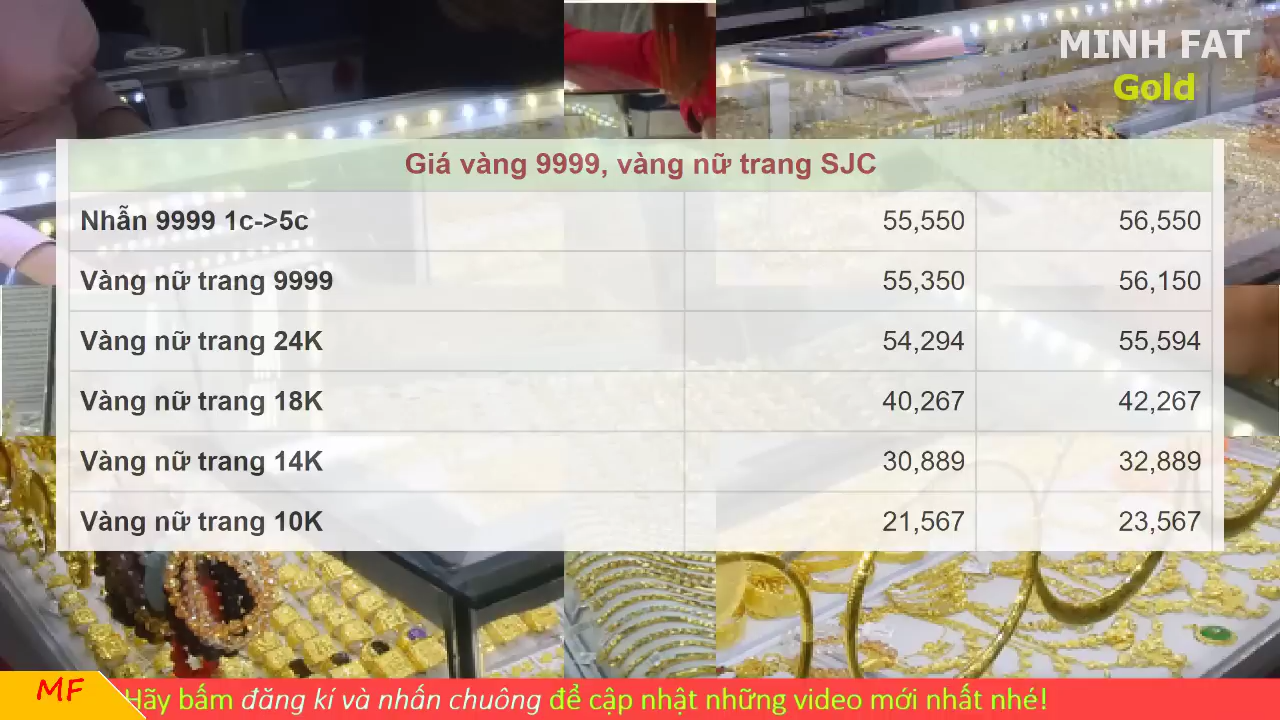 MINH FAT
Gold
Giá vàng 9999, vàng nữ trang SJC
Nhẫn 9999 1c->5c 55,550 56,550
Vàng nữ trang 9999 55,350 56,150
Vàng nữ trang 24K 54,294 55,594
Vàng nữ trang 18K 40,267 42,267
Vàng nữ trang 14K 30,889 32,889
Vàng nữ trang 10K 21,567 23,567
MF Hãy bấm đăng kí và nhấn chuông để cập nhật những video mới nhất nhé!